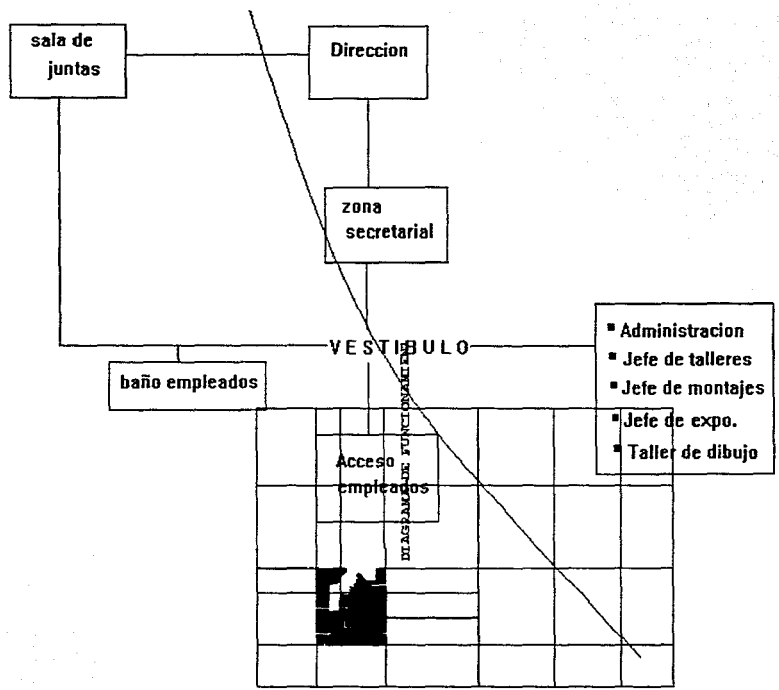 sala de
juntas
Direccion
zona
secretarial
VESTIBULO
baño empleados
Administracion
Jefe de talleres
Jefe de montajes
Jefe de expo.
Taller de dibujo
Acceso
empleados
DIAGRAMA DE FUNCIONAMIENT